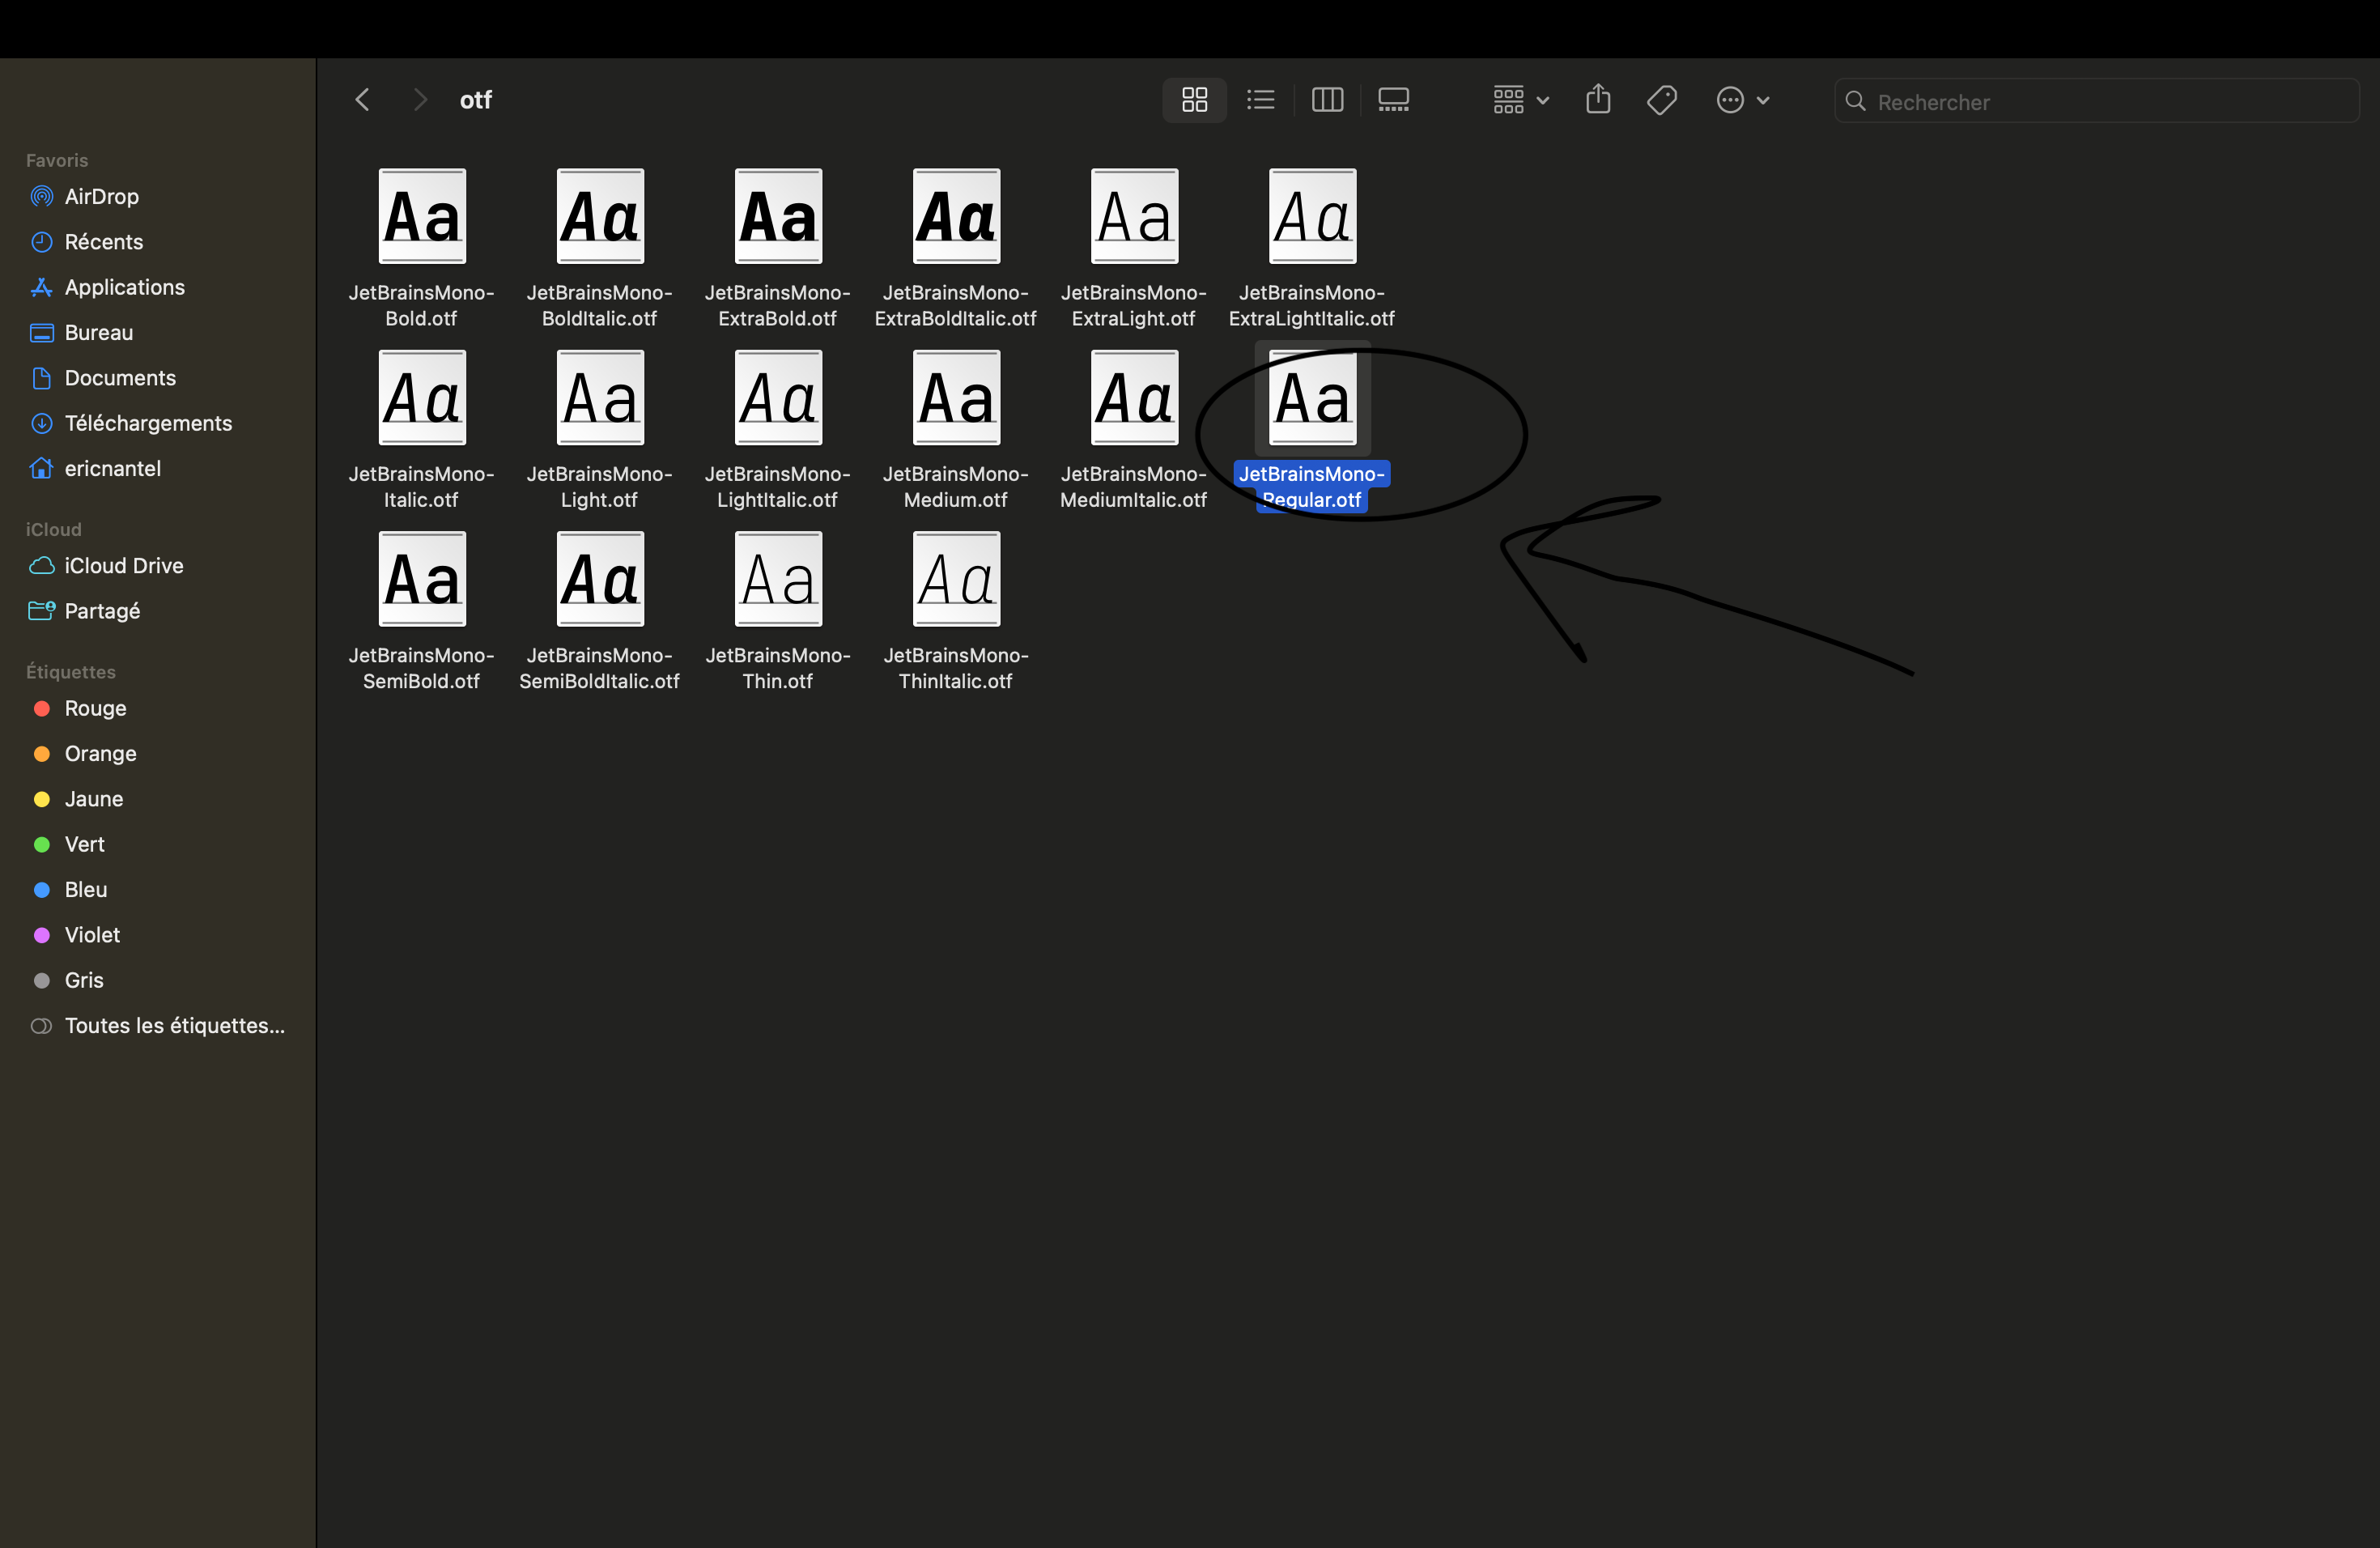 otf
Rechercher
Favoris
AirDrop
Récents
Applications
Bureau
Documents
Téléchargements
ericnantel
iCloud
iCloud Drive
Partagé
Étiquettes
Rouge
Orange
Jaune
Vert
Bleu
Violet
Gris
Toutes les étiquettes...
Aa
JetBrainsMono-
Bold.otf
Aa
JetBrainsMono-
BoldItalic.otf
Aa
JetBrainsMono-
ExtraBold.otf
Aa
JetBrainsMono-
ExtraBoldItalic.otf
Aa
JetBrainsMono-
ExtraLight.otf
Aa
JetBrainsMono-
ExtraLightItalic.otf
Aa
JetBrainsMono-
Italic.otf
Aa
JetBrainsMono-
Light.otf
Aa
JetBrainsMono-
LightItalic.otf
Aa
JetBrainsMono-
Medium.otf
Aa
JetBrainsMono-
MediumItalic.otf
Aa
JetBrainsMono-
Regular.otf
Aa
JetBrainsMono-
SemiBold.otf
Aa
JetBrainsMono-
SemiBoldItalic.otf
Aa
JetBrainsMono-
Thin.otf
Aa
JetBrainsMono-
ThinItalic.otf